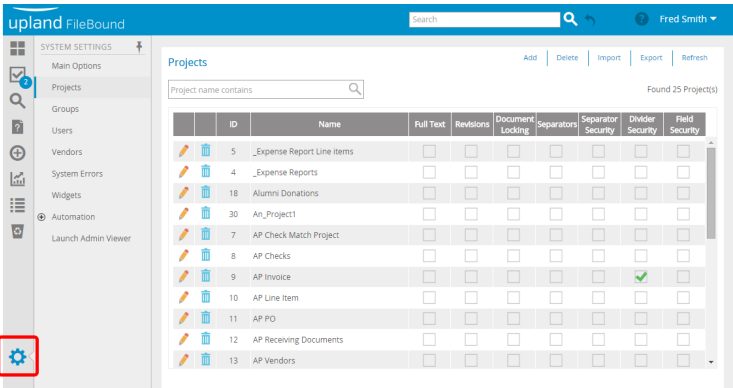 upland FileBound
Search
Fred Smith
SYSTEM SETTINGS
Main Options
Projects
Groups
Users
Vendors
System Errors
Widgets
Automation
Launch Admin Viewer
2
?
?
Projects
Add Delete Import Export Refresh
Project name contains
Found 25 Project(s)
ID Name Full Text Revisions Document Locking Separators Separator Security Divider Security Field Security
5 _Expense Report Line items
4 _Expense Reports
18 Alumni Donations
30 An_Project1
7 AP Check Match Project
8 AP Checks
9 AP Invoice
10 AP Line Item
11 AP PO
12 AP Receiving Documents
13 AP Vendors